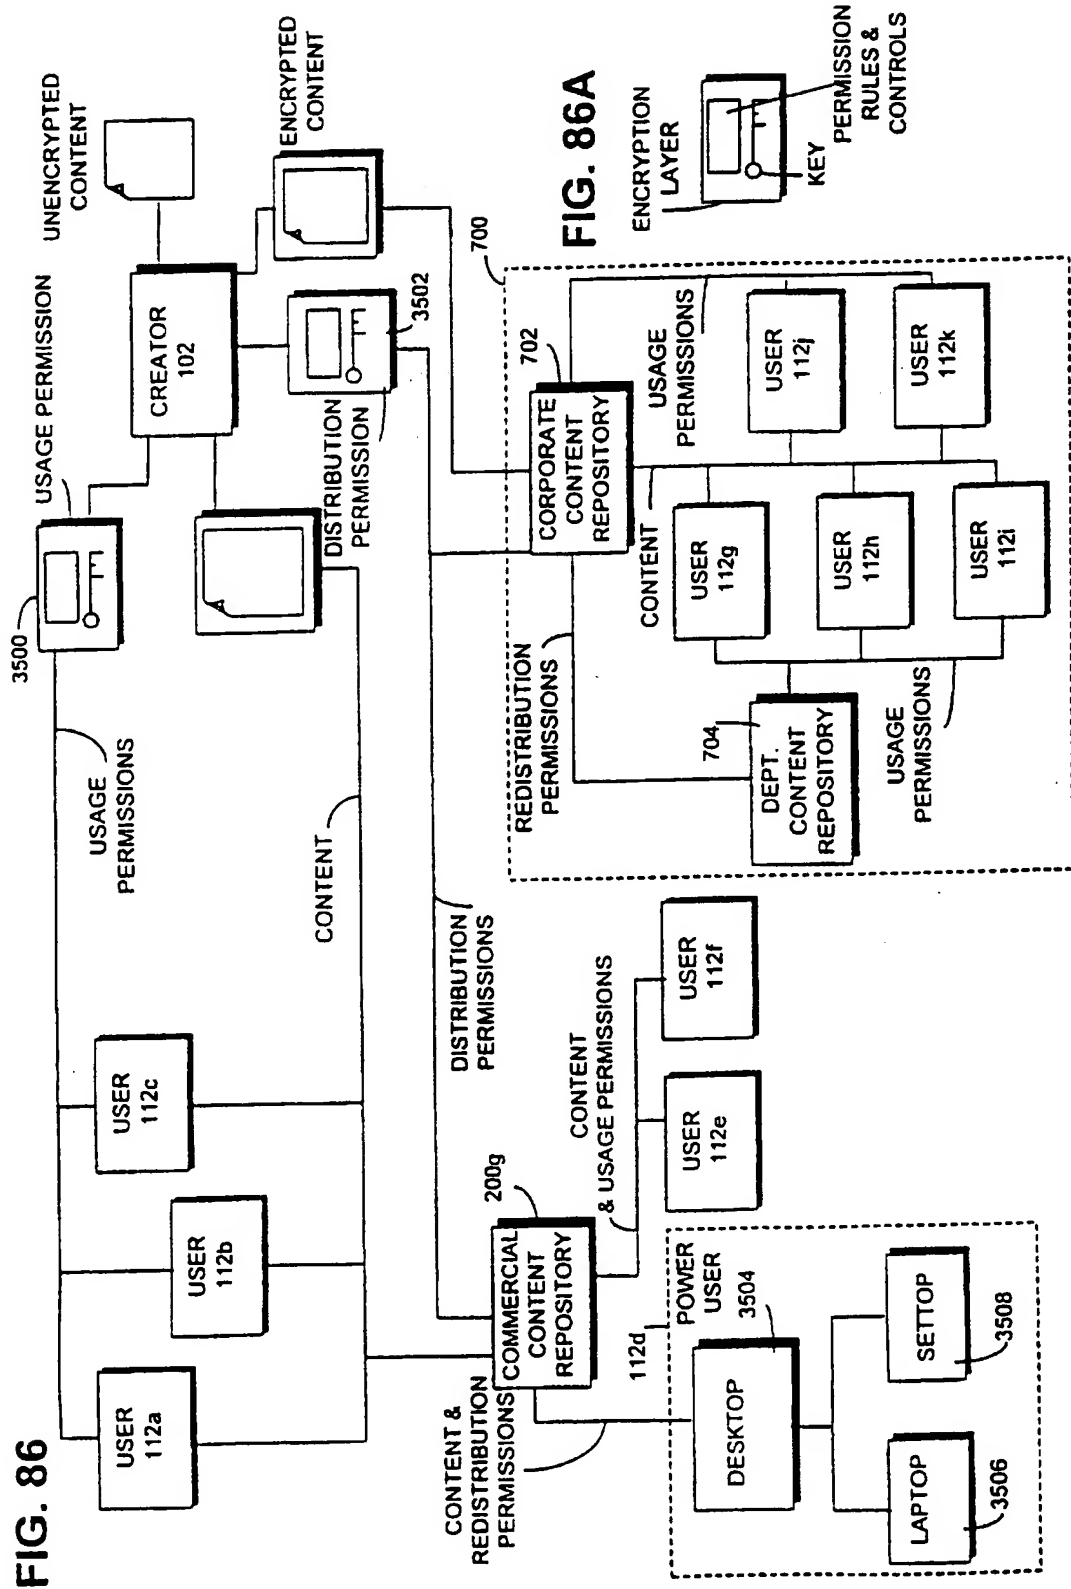 FIG. 86
UNENCRYPTED
CONTENT
USAGE PERMISSION
3500
CREATOR
102
ENCRYPTED
CONTENT
3502
DISTRIBUTION
PERMISSION
USAGE
PERMISSIONS
CONTENT
USER
112a
USER
112b
USER
112c
DISTRIBUTION
PERMISSIONS
FIG. 86A
ENCRYPTION
LAYER
KEY
PERMISSION
RULES &
CONTROLS
700
702
CORPORATE
CONTENT
REPOSITORY
REDISTRIBUTION
PERMISSIONS
CONTENT
USAGE
PERMISSIONS
USER
112g
USER
112h
USER
112i
USER
112j
USER
112k
704
DEPT.
CONTENT
REPOSITORY
USAGE
PERMISSIONS
200g
COMMERCIAL
CONTENT
REPOSITORY
CONTENT
& USAGE PERMISSIONS
USER
112e
USER
112f
CONTENT &
REDISTRIBUTION
PERMISSIONS
112d
POWER
USER
3504
DESKTOP
LAPTOP
3506
SETTOP
3508